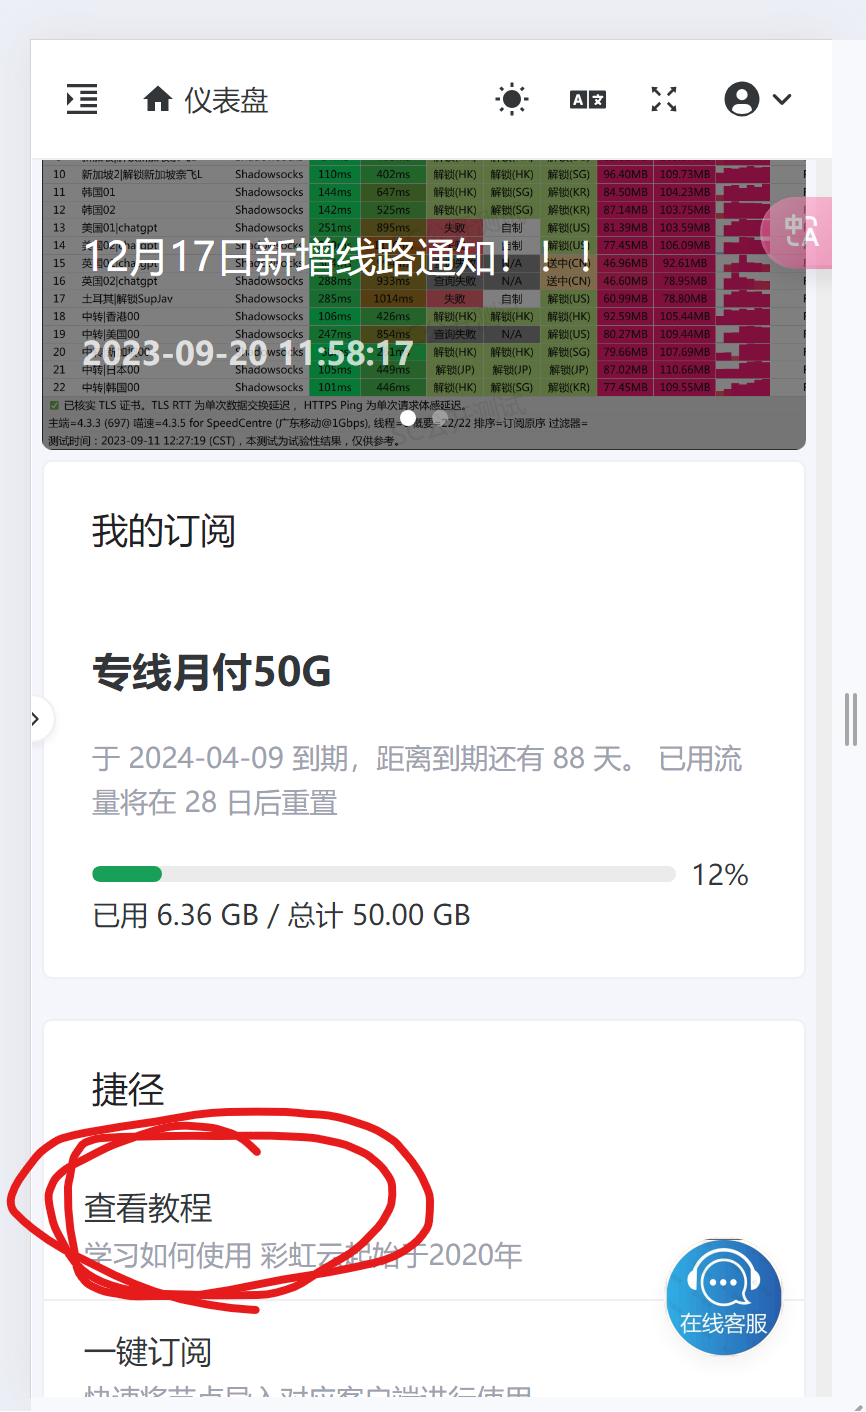 仪表盘
10 新加坡2|解锁新加坡奈飞L Shadowsocks 110ms 402ms 解锁(HK) 解锁(HK) 解锁(SG) 96.40MB 109.73MB
11 韩国01 Shadowsocks 144ms 647ms 解锁(HK) 解锁(SG) 解锁(KR) 84.50MB 104.23MB
12 韩国02 Shadowsocks 142ms 525ms 解锁(HK) 解锁(SG) 解锁(KR) 87.14MB 103.75MB
13 美国01|chatgpt Shadowsocks 251ms 895ms 失败 自制 解锁(US) 81.39MB 103.59MB
14 解锁(US) 77.45MB 106.09MB
12月17日新增线路通知！！！
15 N/A 送中(CN) 46.96MB 92.61MB
16 英国02|chatgpt Shadowsocks 288ms 933ms 查询失败 N/A 送中(CN) 46.60MB 78.95MB
17 土耳其|解锁SupJav Shadowsocks 285ms 1014ms 失败 自制 解锁(US) 60.99MB 78.80MB
18 中转|香港00 Shadowsocks 106ms 426ms 解锁(HK) 解锁(HK) 解锁(HK) 92.59MB 105.44MB
19 中转|美国00 Shadowsocks 247ms 854ms 查询失败 N/A 解锁(US) 80.27MB 109.44MB
20 解锁(HK) 解锁(HK) 解锁(SG) 79.66MB 107.69MB
2023-09-20 11:58:17
21 中转|日本00 Shadowsocks 105ms 449ms 解锁(JP) 解锁(JP) 解锁(JP) 87.02MB 110.66MB
22 中转|韩国00 Shadowsocks 101ms 446ms 解锁(HK) 解锁(SG) 解锁(KR) 77.45MB 109.55MB
已核实 TLS 证书。TLS RTT 为单次数据交换延迟，HTTPS Ping 为单次请求体感延迟。
主端=4.3.3 (697) 喵速=4.3.5 for SpeedCentre (广东移动@1Gbps), 线程= 概要=22/22 排序=订阅原序 过滤器=
测试时间：2023-09-11 12:27:19 (CST)，本测试为试验性结果，仅供参考。
我的订阅
专线月付50G
于 2024-04-09 到期，距离到期还有 88 天。 已用流
量将在 28 日后重置
12%
已用 6.36 GB / 总计 50.00 GB
捷径
查看教程
学习如何使用 彩虹云起始于2020年
在线客服
一键订阅
快速将节点导入对应客户端进行使用